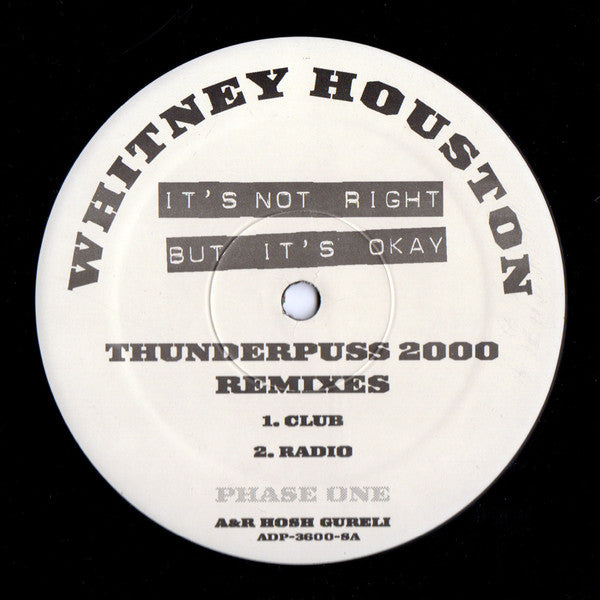 WHITNEY HOUSTON
IT'S NOT RIGHT
BUT IT'S OKAY
THUNDERPUSS 2000
REMIXES
1. CLUB
2. RADIO
PHASE ONE
A&R HOSH GURELI
ADP-3600-SA